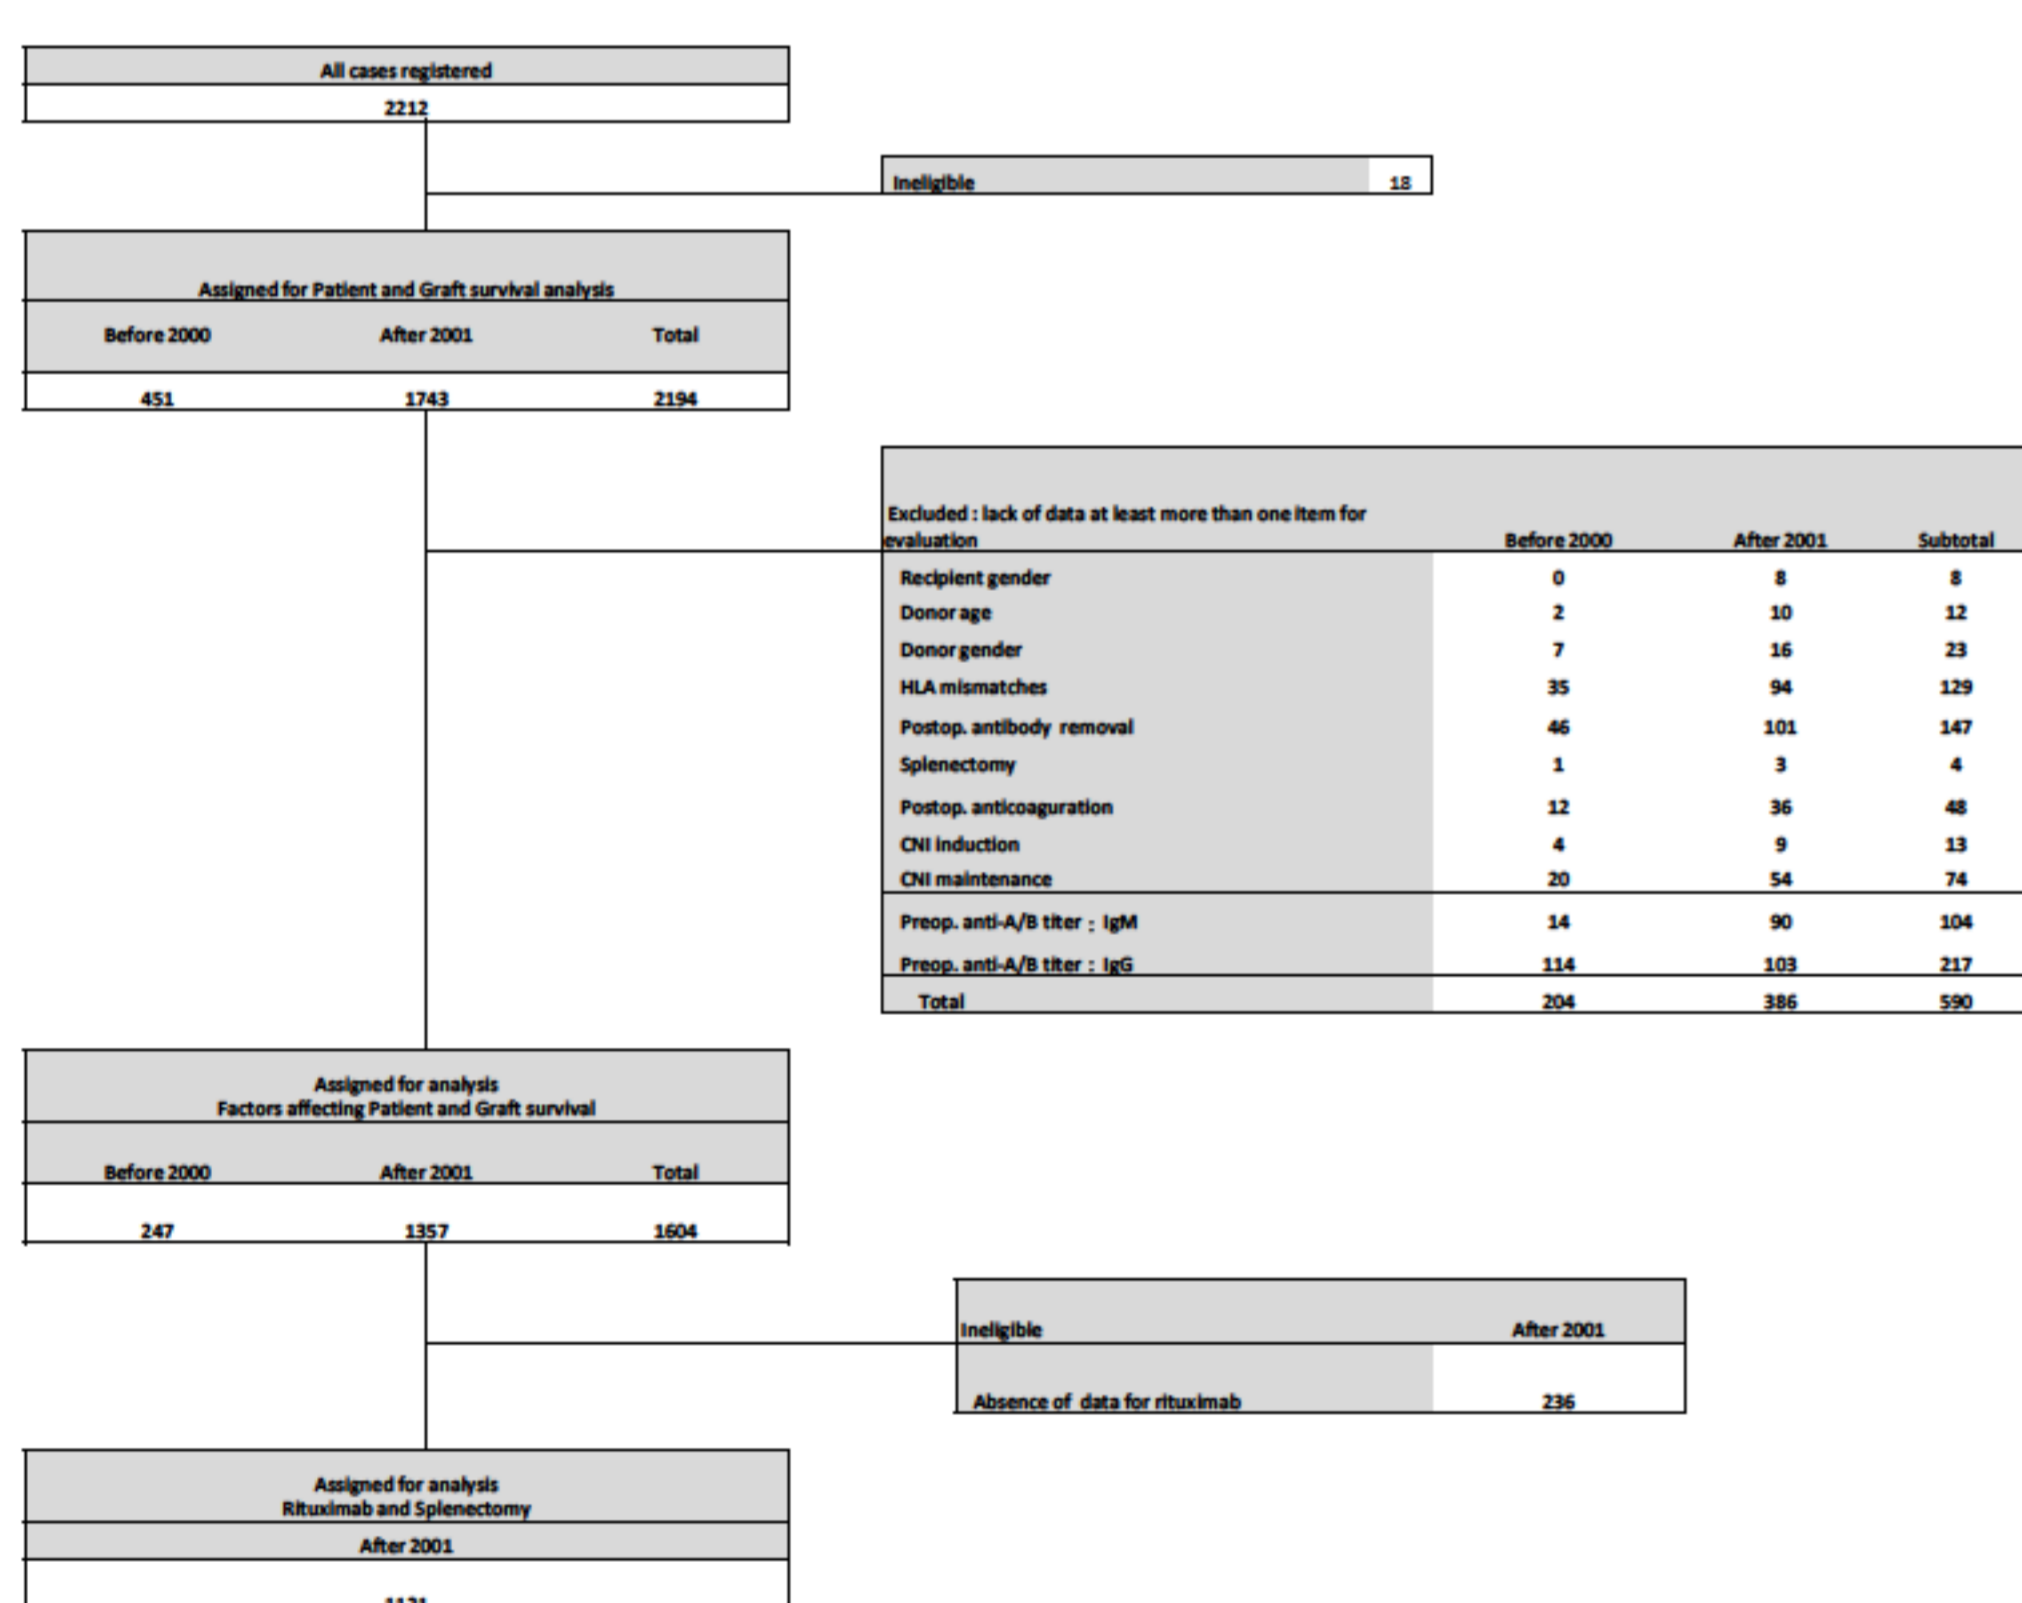 All cases registered
2212
Ineligible 18
Assigned for Patient and Graft survival analysis
Before 2000 After 2001 Total
451 1743 2194
Excluded : lack of data at least more than one item for
evaluation Before 2000 After 2001 Subtotal
Recipient gender 0 8 8
Donor age 2 10 12
Donor gender 7 16 23
HLA mismatches 35 94 129
Postop. antibody removal 46 101 147
Splenectomy 1 3 4
Postop. anticoaguration 12 36 48
CNI induction 4 9 13
CNI maintenance 20 54 74
Preop. anti-A/B titer : IgM 14 90 104
Preop. anti-A/B titer : IgG 114 103 217
Total 204 386 590
Assigned for analysis
Factors affecting Patient and Graft survival
Before 2000 After 2001 Total
247 1357 1604
Ineligible After 2001
Absence of data for rituximab 236
Assigned for analysis
Rituximab and Splenectomy
After 2001